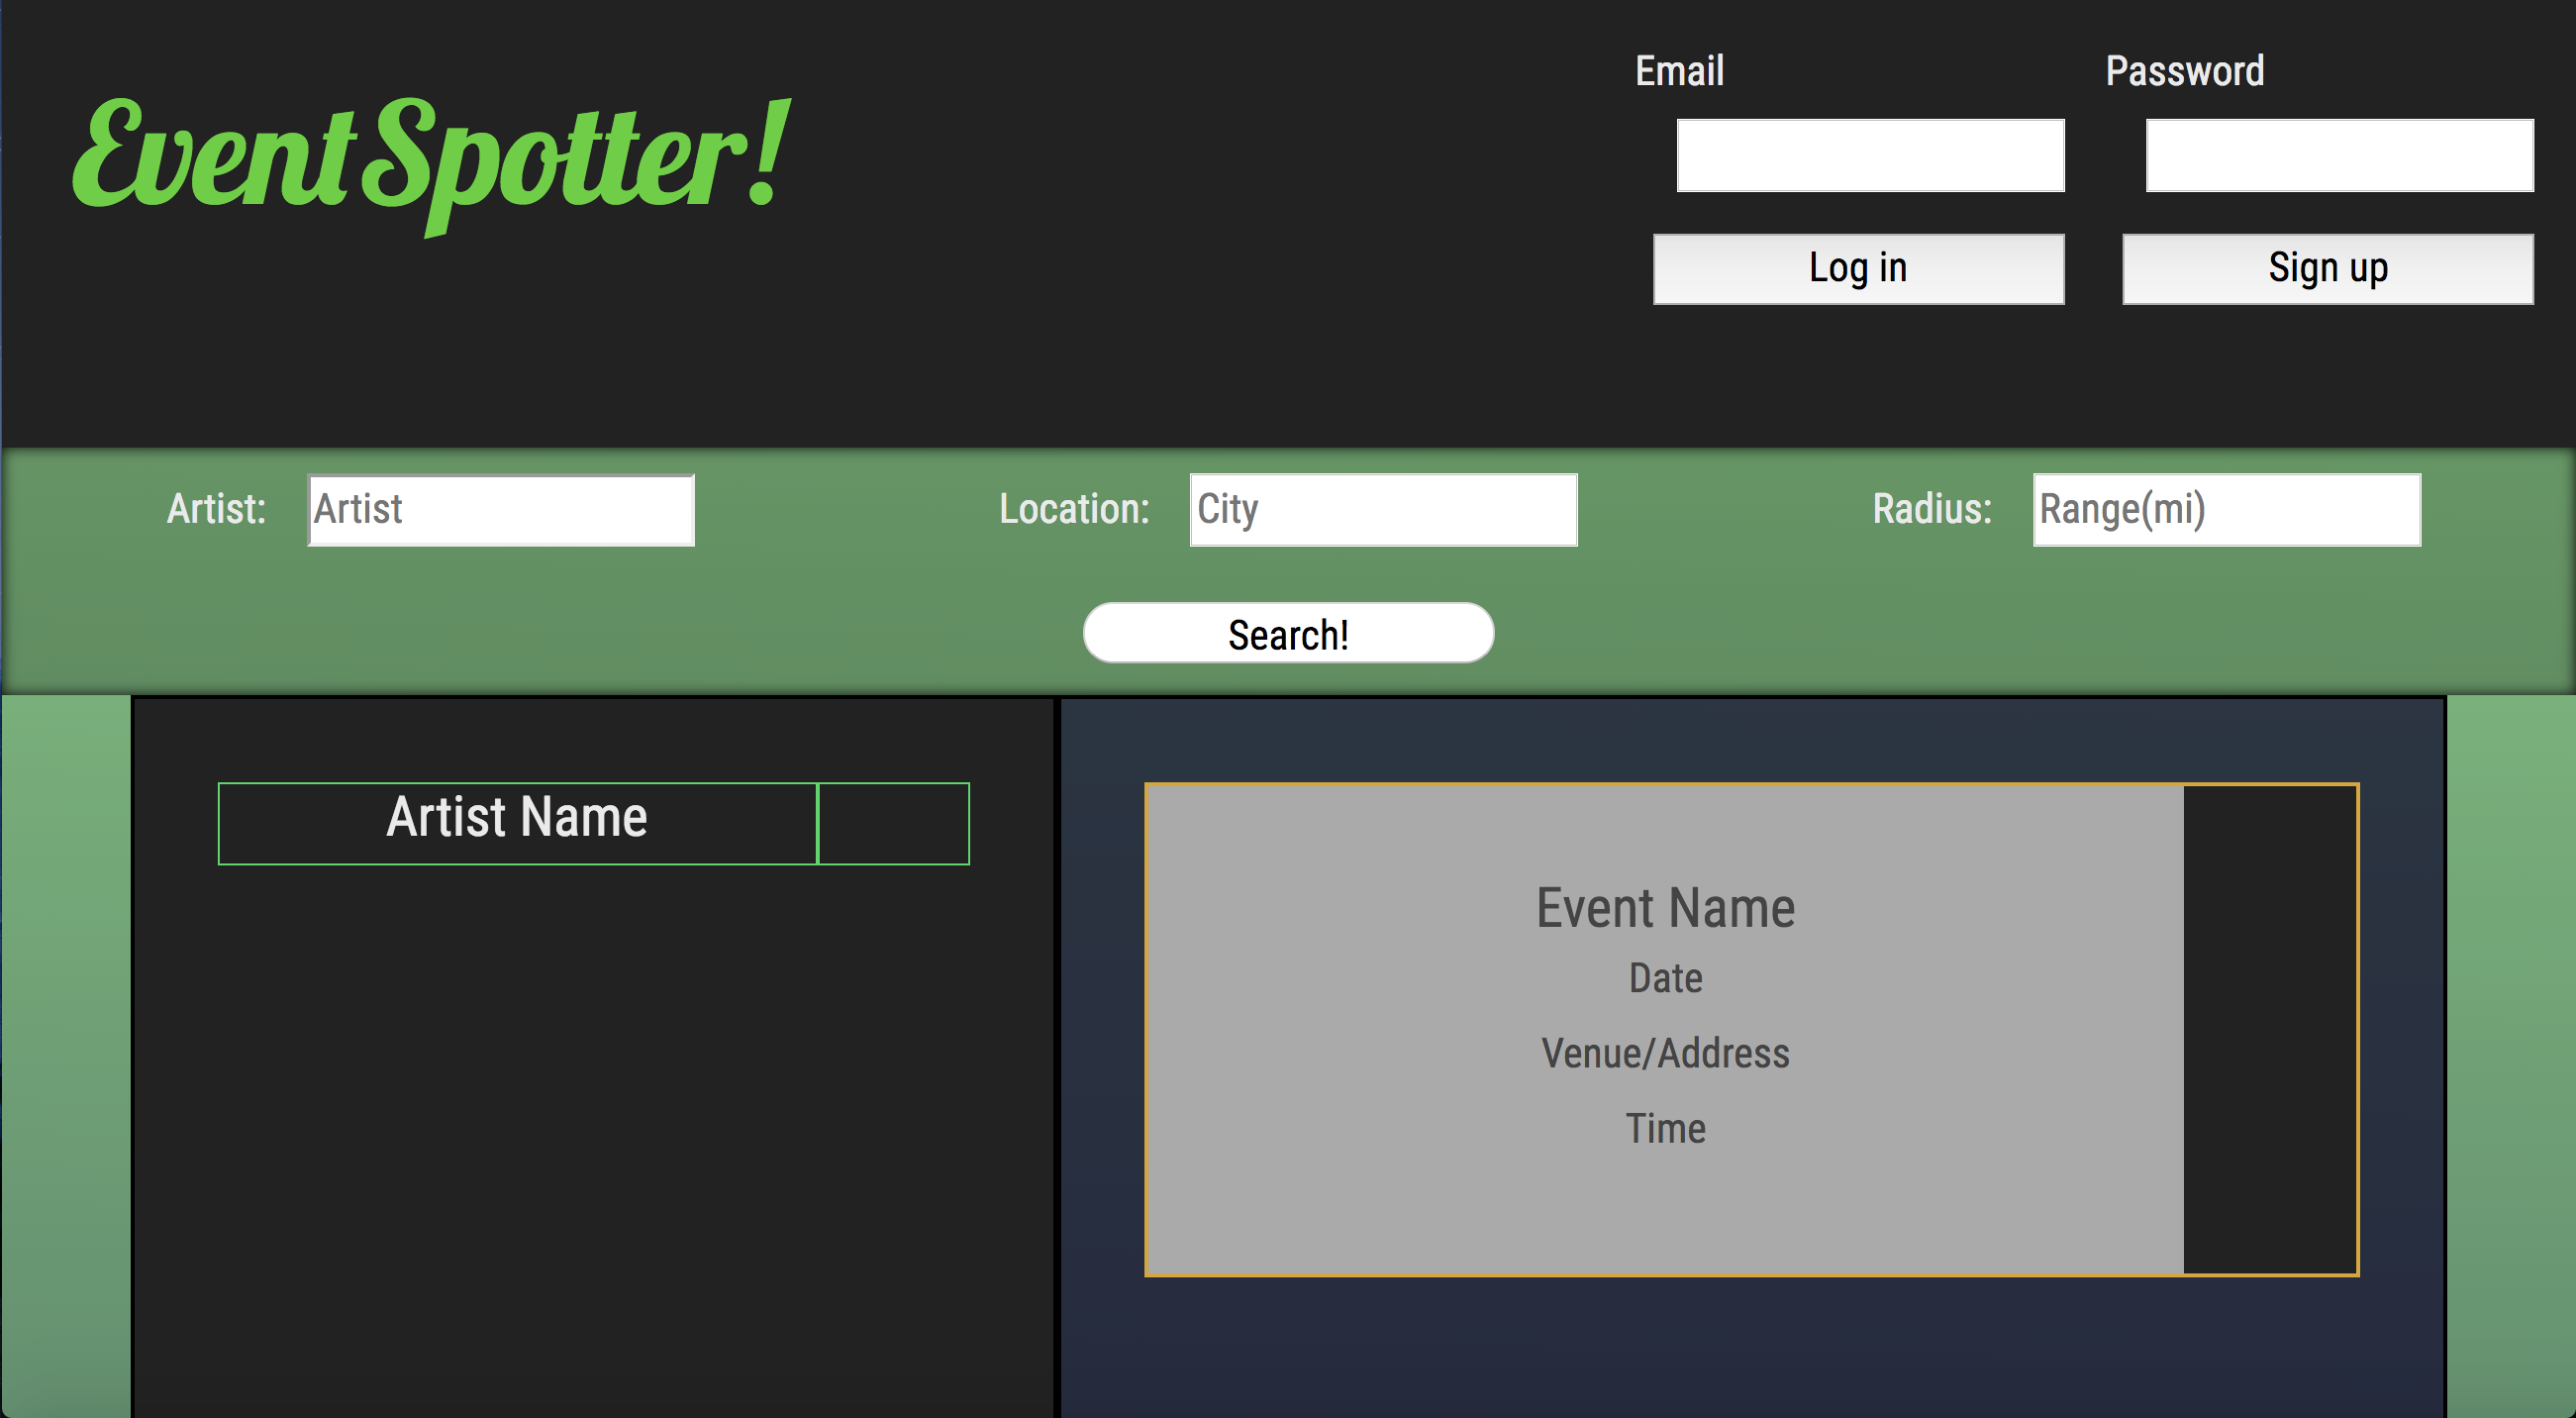 EventSpotter!
Email
Password
Log in
Sign up
Artist:
Artist
Location:
City
Radius:
Range(mi)
Search!
Artist Name
Event Name
Date
Venue/Address
Time